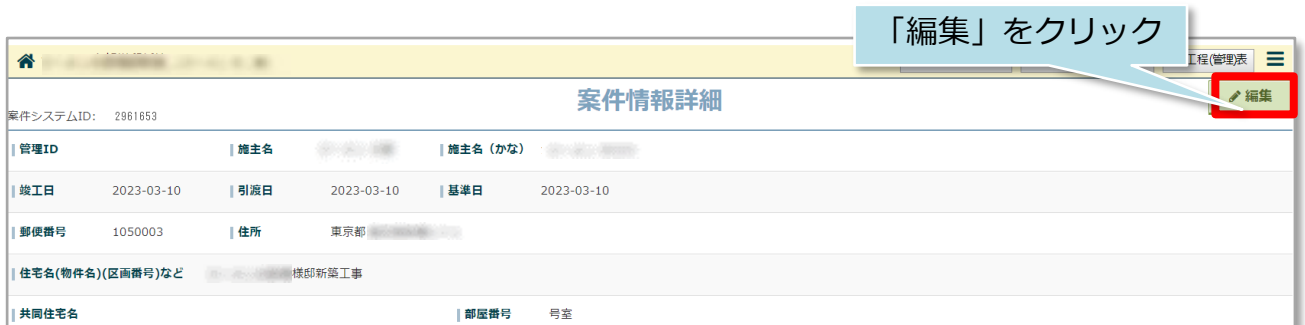 「編集」をクリック
工程(管理)表
案件情報詳細
編集
案件システムID: 2961653
管理ID 施主名 施主名（かな）
竣工日 2023-03-10 引渡日 2023-03-10 基準日 2023-03-10
郵便番号 1050003 住所 東京都
住宅名(物件名)(区画番号)など 様邸新築工事
共同住宅名 部屋番号 号室